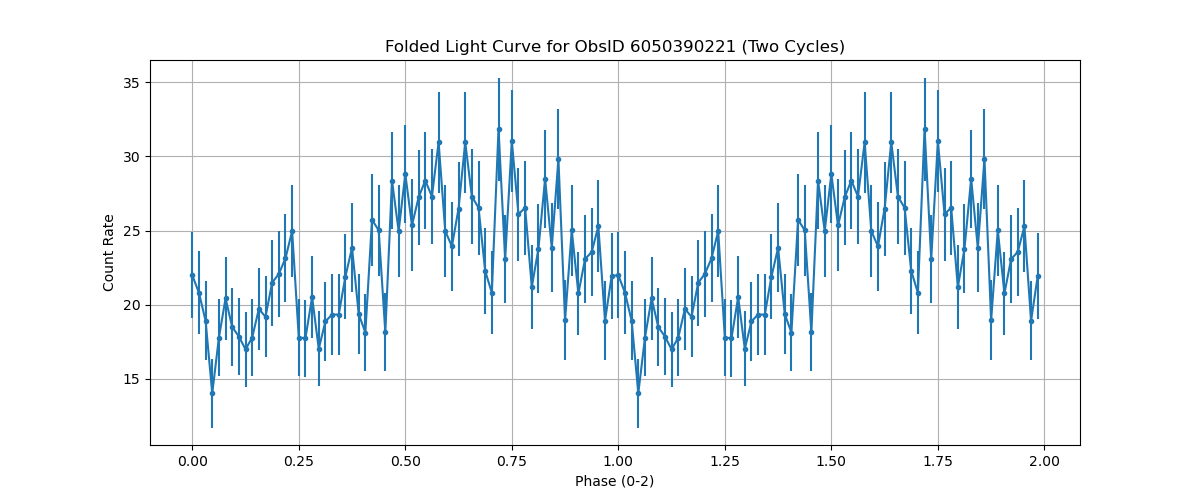 Folded Light Curve for ObsID 6050390221 (Two Cycles)
35
30
25
20
15
Count Rate
0.00 0.25 0.50 0.75 1.00 1.25 1.50 1.75 2.00
Phase (0-2)